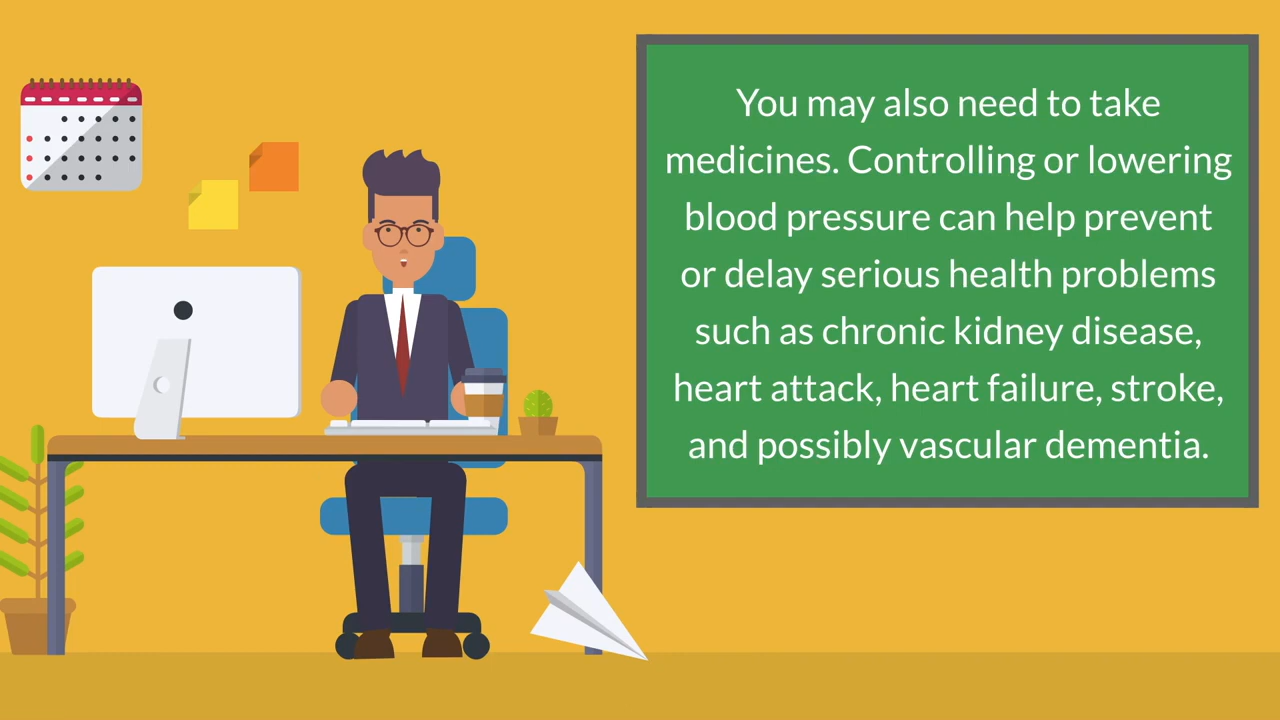 You may also need to take
medicines. Controlling or lowering
blood pressure can help prevent
or delay serious health problems
such as chronic kidney disease,
heart attack, heart failure, stroke,
and possibly vascular dementia.